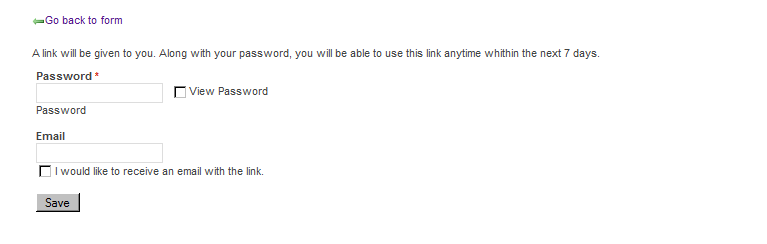 Go back to form
A link will be given to you. Along with your password, you will be able to use this link anytime whithin the next 7 days.
Password *
View Password
Password
Email
I would like to receive an email with the link.
Save